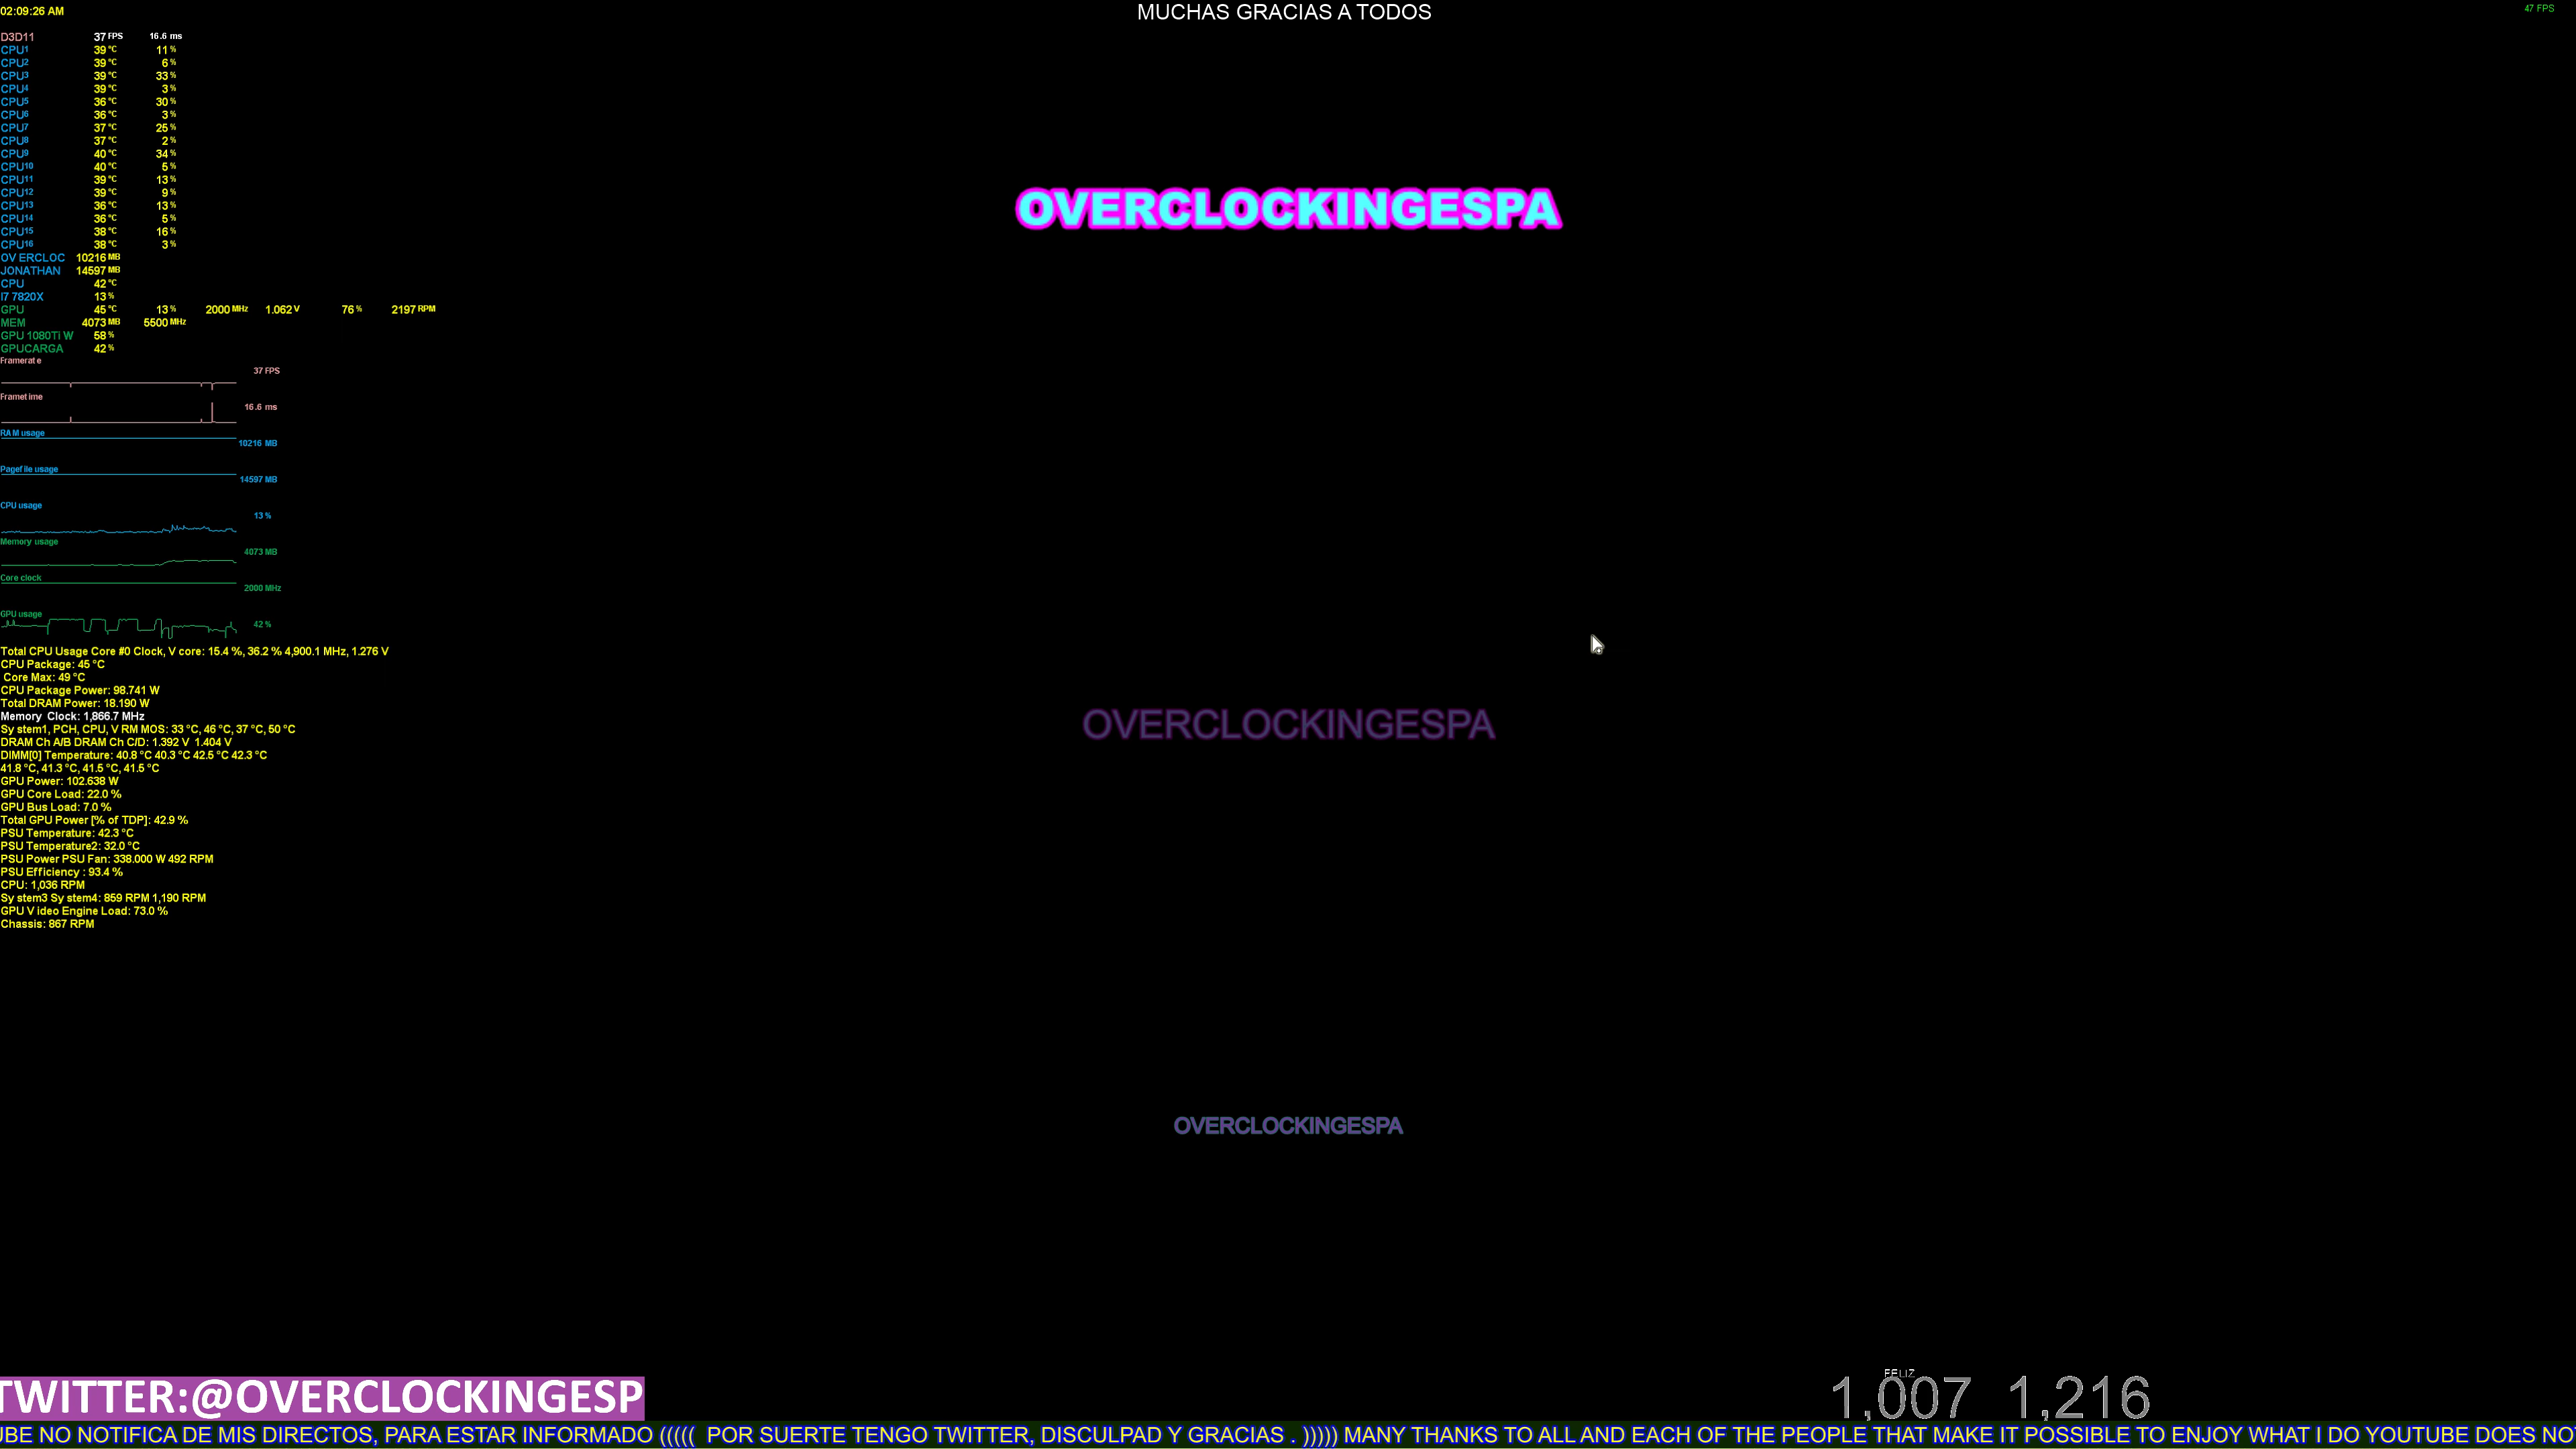 02:09:26 AM
MUCHAS GRACIAS A TODOS
47 FPS
D3D11 37 FPS 16.6 ms
CPU1 39 °C 11 %
CPU2 39 °C 6 %
CPU3 39 °C 33 %
CPU4 39 °C 3 %
CPU5 36 °C 30 %
CPU6 36 °C 3 %
CPU7 37 °C 25 %
CPU8 37 °C 2 %
CPU9 40 °C 34 %
CPU10 40 °C 5 %
CPU11 39 °C 13 %
CPU12 39 °C 9 %
CPU13 36 °C 13 %
CPU14 36 °C 5 %
CPU15 38 °C 16 %
CPU16 38 °C 3 %
OV ERCLOC 10216 MB
JONATHAN 14597 MB
CPU 42 °C
I7 7820X 13 %
GPU 45 °C 13 % 2000 MHz 1.062 V 76 % 2197 RPM
MEM 4073 MB 5500 MHz
GPU 1080Ti W 58 %
GPUCARGA 42 %
Framerate
37 FPS
Frametime
16.6 ms
RAM usage
10216 MB
Pagefile usage
14597 MB
CPU usage
13 %
Memory usage
4073 MB
Core clock
2000 MHz
GPU usage
42 %
Total CPU Usage Core #0 Clock, V core: 15.4 %, 36.2 % 4,900.1 MHz, 1.276 V
CPU Package: 45 °C
Core Max: 49 °C
CPU Package Power: 98.741 W
Total DRAM Power: 18.190 W
Memory Clock: 1,866.7 MHz
Sy stem1, PCH, CPU, V RM MOS: 33 °C, 46 °C, 37 °C, 50 °C
DRAM Ch A/B DRAM Ch C/D: 1.392 V 1.404 V
DIMM[0] Temperature: 40.8 °C 40.3 °C 42.5 °C 42.3 °C
41.8 °C, 41.3 °C, 41.5 °C, 41.5 °C
GPU Power: 102.638 W
GPU Core Load: 22.0 %
GPU Bus Load: 7.0 %
Total GPU Power [% of TDP]: 42.9 %
PSU Temperature: 42.3 °C
PSU Temperature2: 32.0 °C
PSU Power PSU Fan: 338.000 W 492 RPM
PSU Efficiency : 93.4 %
CPU: 1,036 RPM
Sy stem3 Sy stem4: 859 RPM 1,190 RPM
GPU V ideo Engine Load: 73.0 %
Chassis: 867 RPM
OVERCLOCKINGESPA
OVERCLOCKINGESPA
OVERCLOCKINGESPA
TWITTER:@OVERCLOCKINGESP
FELIZ
1,007 1,216
UBE NO NOTIFICA DE MIS DIRECTOS, PARA ESTAR INFORMADO ((((( POR SUERTE TENGO TWITTER, DISCULPAD Y GRACIAS . ))))) MANY THANKS TO ALL AND EACH OF THE PEOPLE THAT MAKE IT POSSIBLE TO ENJOY WHAT I DO YOUTUBE DOES NO